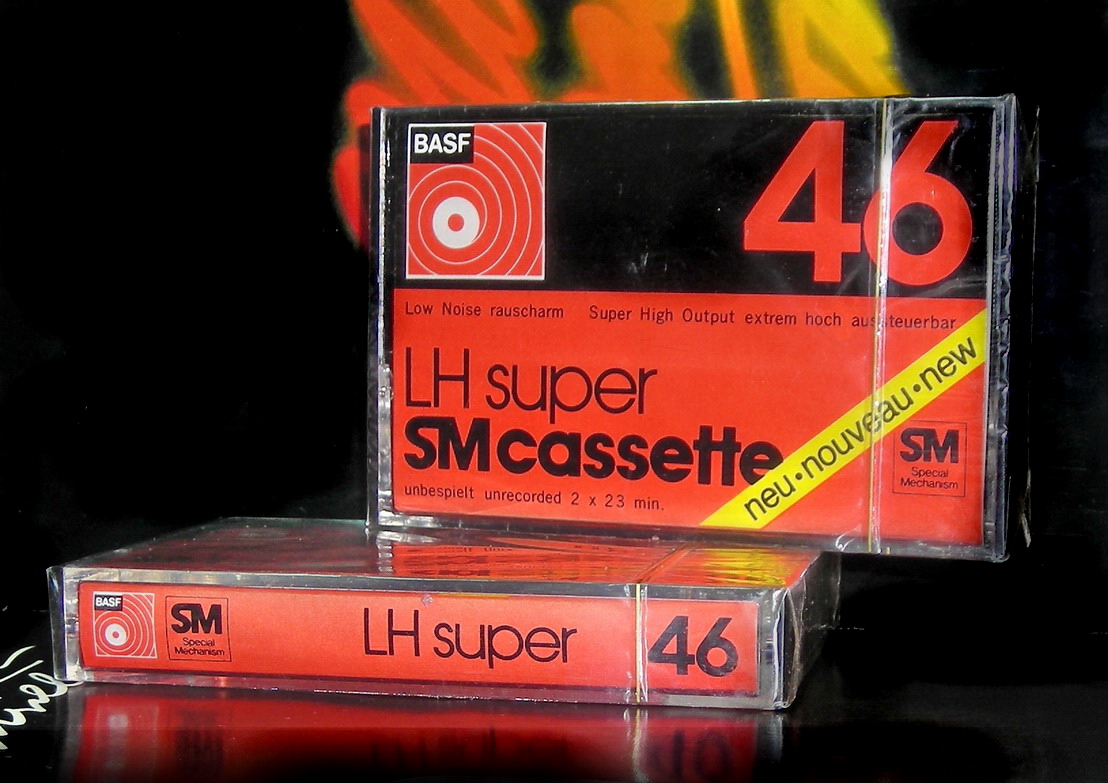 BASF
46
Low Noise rauscharm Super High Output extrem hoch aussteuerbar
LH super
SM cassette
neu•nouveau•new
SM
Special
Mechanism
unbespielt unrecorded 2 x 23 min.
BASF
SM
Special
Mechanism
LH super
46